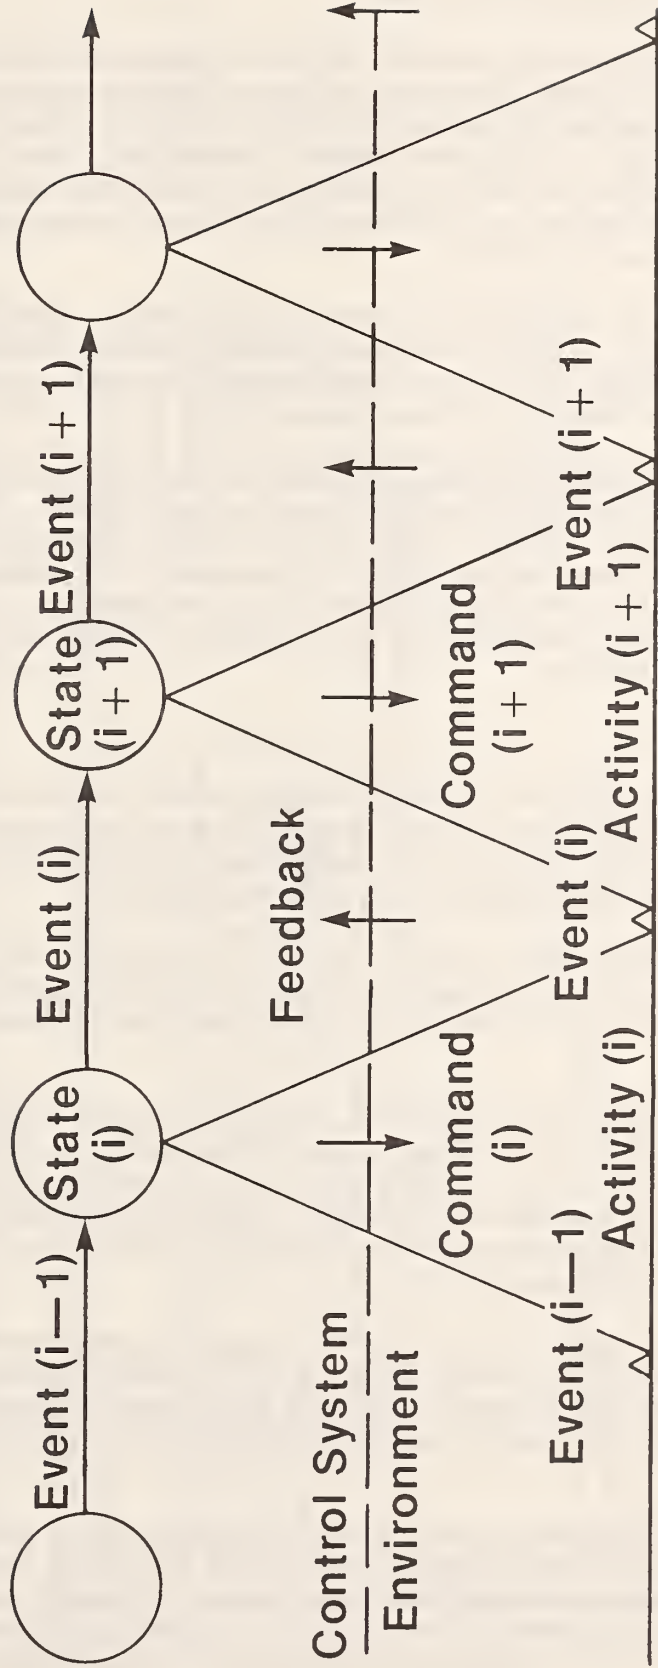 Event (i—1)
State
(i)
Event (i)
State
(i + 1)
Event (i + 1)
Feedback
Control System
Environment
Command
(i)
Command
(i + 1)
Event (i—1)
Event (i)
Event (i + 1)
Activity (i)
Activity (i + 1)